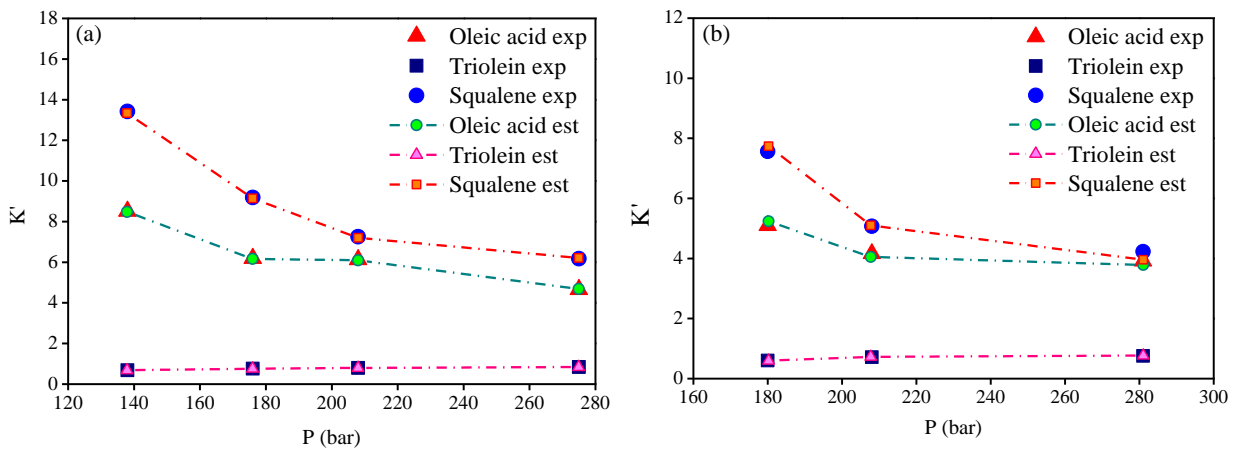 (a)
Oleic acid exp
Triolein exp
Squalene exp
Oleic acid est
Triolein est
Squalene est
18
16
14
12
10
8
6
4
2
0
K'
120 140 160 180 200 220 240 260 280
P (bar)
(b)
Oleic acid exp
Triolein exp
Squalene exp
Oleic acid est
Triolein est
Squalene est
12
10
8
6
4
2
0
K'
160 180 200 220 240 260 280 300
P (bar)